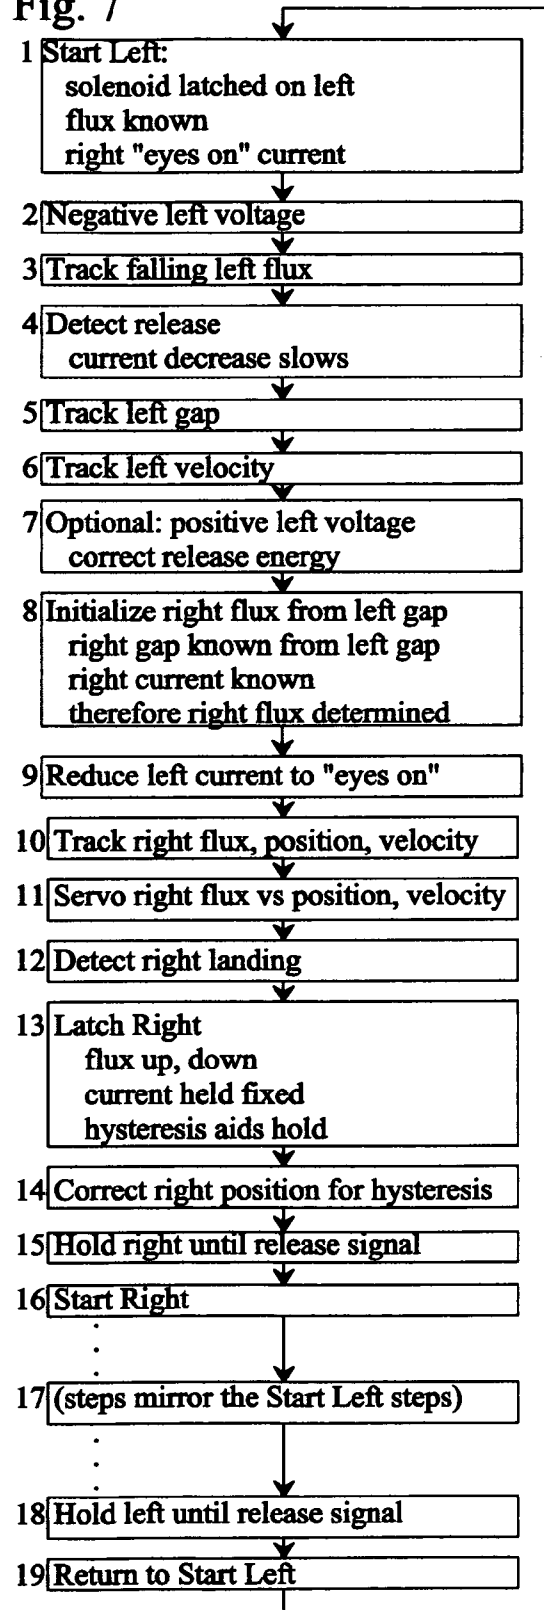 Fig. 7
1 Start Left:
solenoid latched on left
flux known
right "eyes on" current
2 Negative left voltage
3 Track falling left flux
4 Detect release
current decrease slows
5 Track left gap
6 Track left velocity
7 Optional: positive left voltage
correct release energy
8 Initialize right flux from left gap
right gap known from left gap
right current known
therefore right flux determined
9 Reduce left current to "eyes on"
10 Track right flux, position, velocity
11 Servo right flux vs position, velocity
12 Detect right landing
13 Latch Right
flux up, down
current held fixed
hysteresis aids hold
14 Correct right position for hysteresis
15 Hold right until release signal
16 Start Right
17 (steps mirror the Start Left steps)
18 Hold left until release signal
19 Return to Start Left